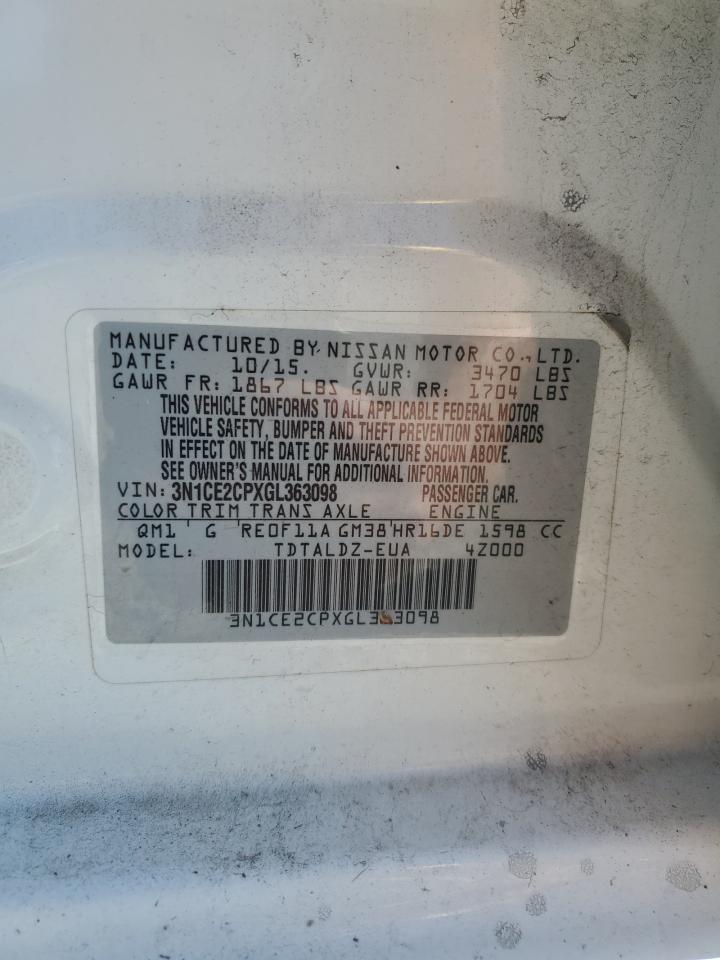 MANUFACTURED BY NISSAN MOTOR CO., LTD.
DATE: 10/15. GVWR: 3470 LBS
GAWR FR: 1867 LBS GAWR RR: 1704 LBS
THIS VEHICLE CONFORMS TO ALL APPLICABLE FEDERAL MOTOR
VEHICLE SAFETY, BUMPER AND THEFT PREVENTION STANDARDS
IN EFFECT ON THE DATE OF MANUFACTURE SHOWN ABOVE.
SEE OWNER'S MANUAL FOR ADDITIONAL INFORMATION.
VIN: 3N1CE2CPXGL363098 PASSENGER CAR.
COLOR TRIM TRANS AXLE ENGINE
QM1 G RE0F11A GM38 HR16DE 1598 CC
MODEL: TDTALDZ-EUA 4Z000
3N1CE2CPXGL363098